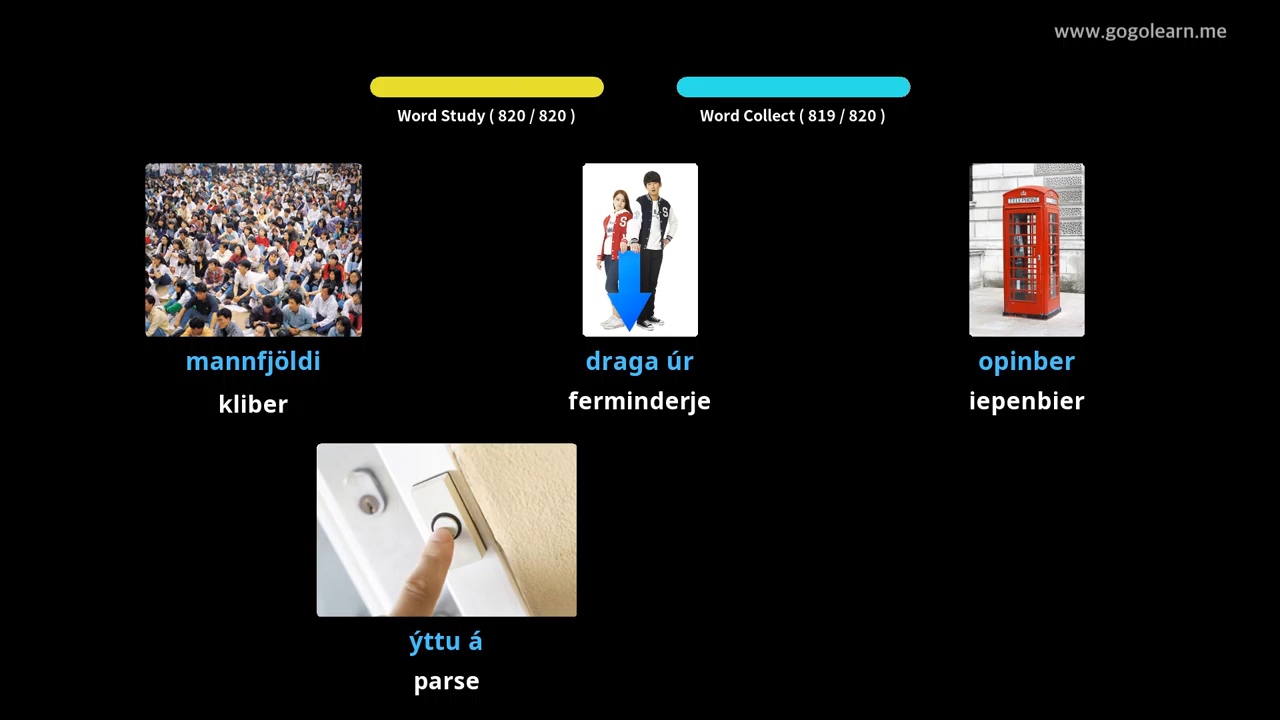 www.gogolearn.me
Word Study ( 820 / 820 )
Word Collect ( 819 / 820 )
TELEPHONE
mannfjöldi
draga úr
opinber
kliber
ferminderje
iepenbier
ýttu á
parse